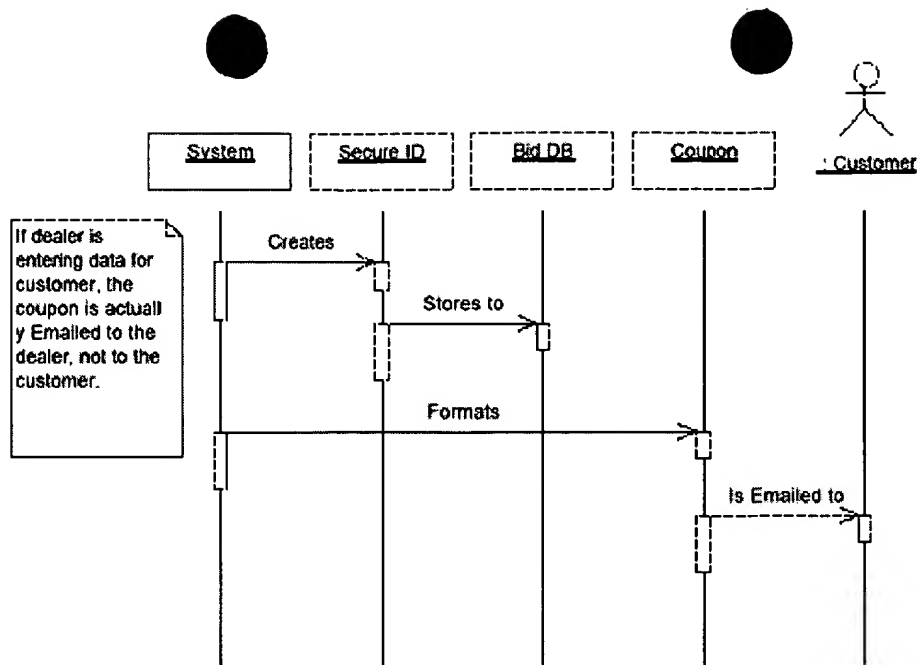 System
Secure ID
Bid DB
Coupon
: Customer
If dealer is
entering data for
customer, the
coupon is actuall
y Emailed to the
dealer, not to the
customer.
Creates
Stores to
Formats
Is Emailed to